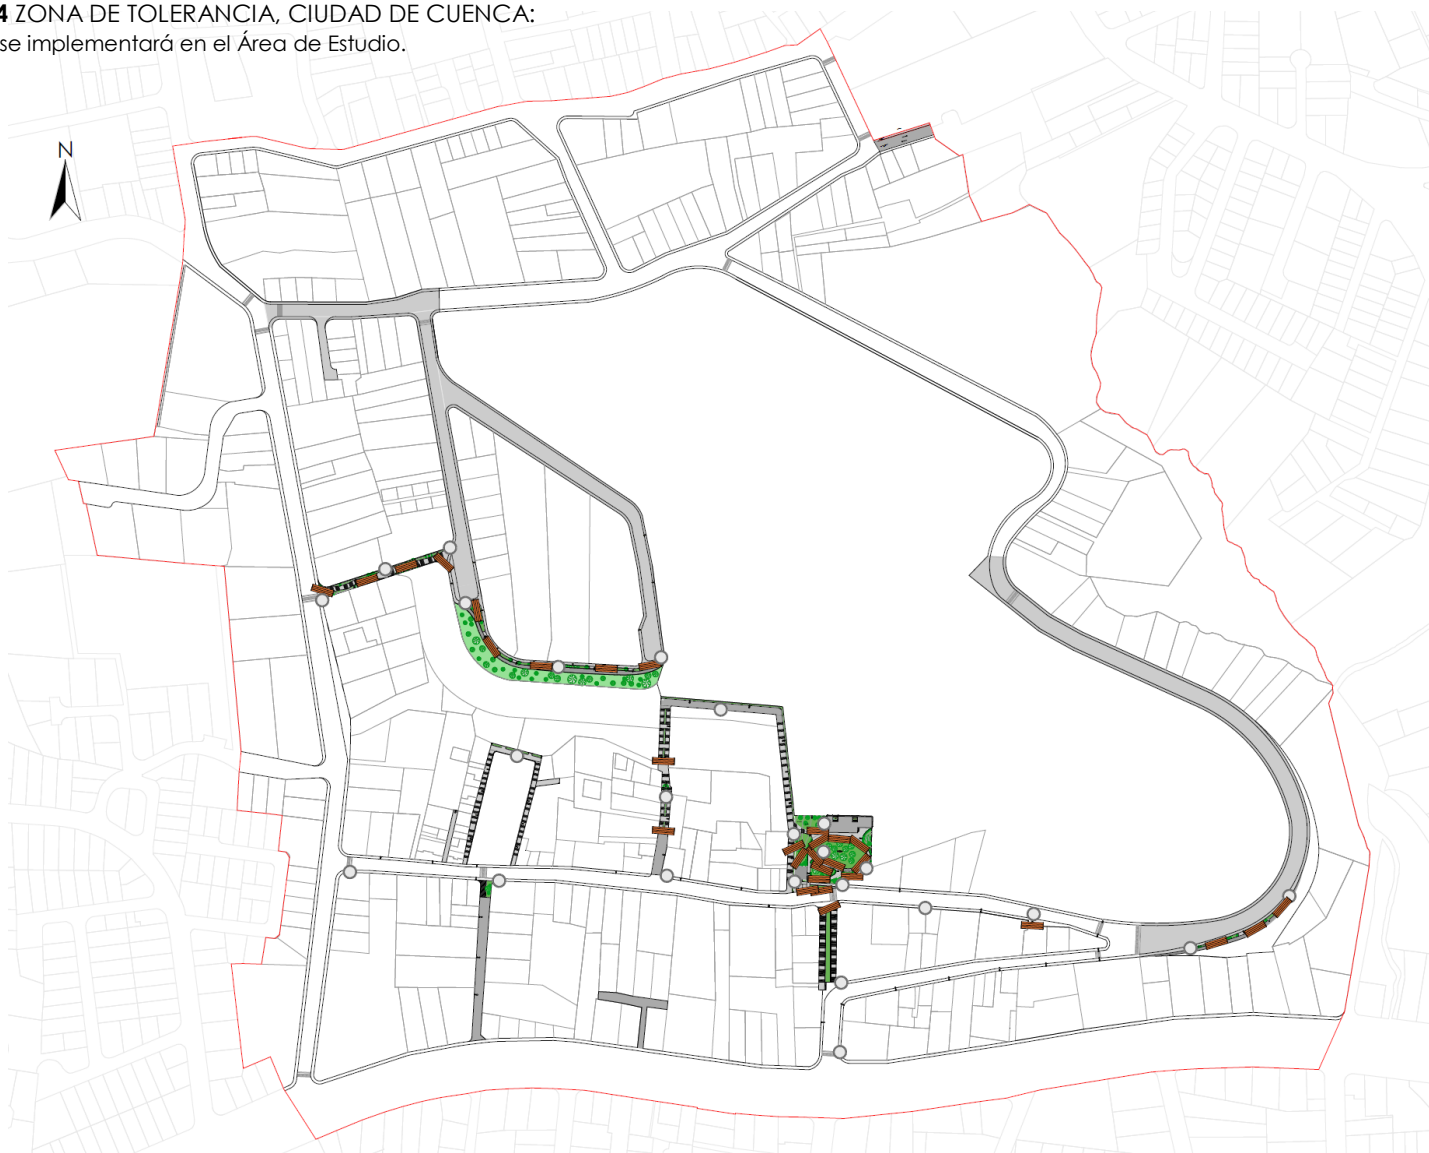 4 ZONA DE TOLERANCIA, CIUDAD DE CUENCA:
se implementará en el Área de Estudio.
N